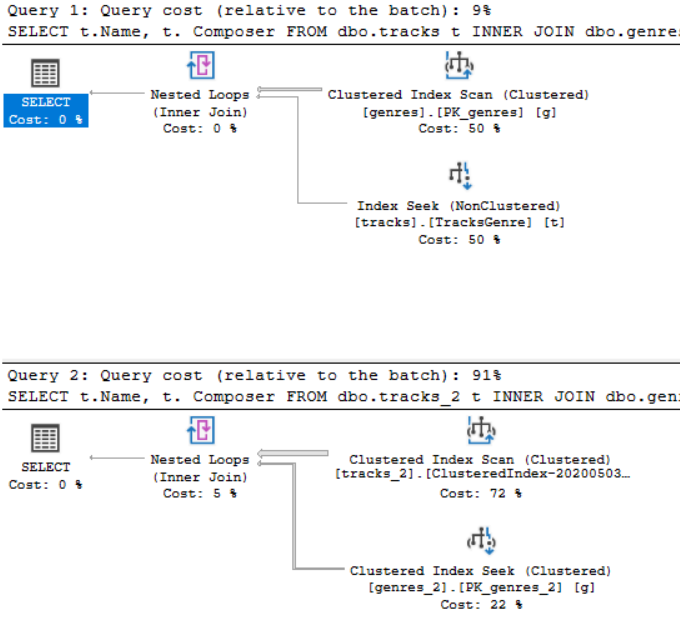 Query 1: Query cost (relative to the batch): 9%
SELECT t.Name, t. Composer FROM dbo.tracks t INNER JOIN dbo.genres
SELECT
Cost: 0 %
Nested Loops
(Inner Join)
Cost: 0 %
Clustered Index Scan (Clustered)
[genres].[PK_genres] [g]
Cost: 50 %
Index Seek (NonClustered)
[tracks].[TracksGenre] [t]
Cost: 50 %
Query 2: Query cost (relative to the batch): 91%
SELECT t.Name, t. Composer FROM dbo.tracks_2 t INNER JOIN dbo.gen
SELECT
Cost: 0 %
Nested Loops
(Inner Join)
Cost: 5 %
Clustered Index Scan (Clustered)
[tracks_2].[ClusteredIndex-20200503…
Cost: 72 %
Clustered Index Seek (Clustered)
[genres_2].[PK_genres_2] [g]
Cost: 22 %